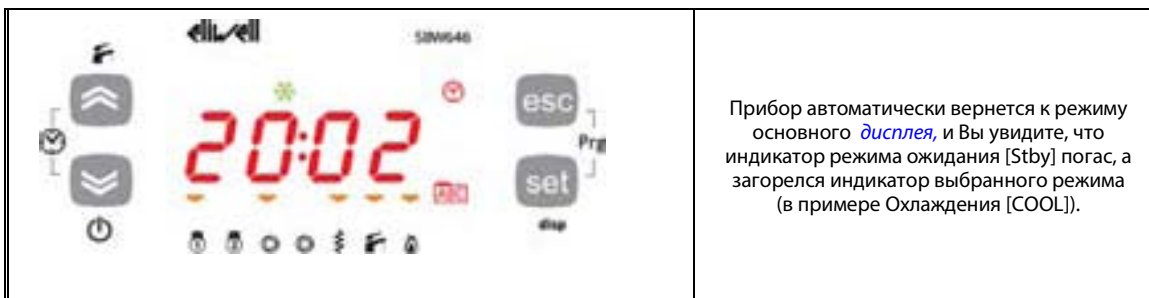 eliwell
SBW646
esc
20:02
Prg
set
ABC
disp
Прибор автоматически вернется к режиму
основного дисплея, и Вы увидите, что
индикатор режима ожидания [Stby] погас, а
загорелся индикатор выбранного режима
(в примере Охлаждения [COOL]).